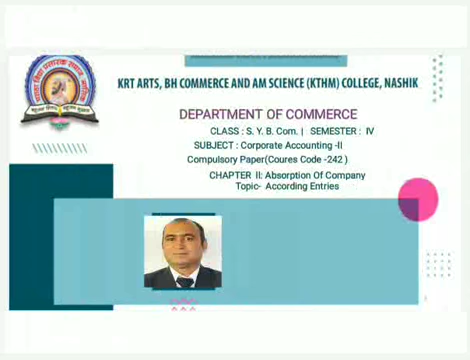 KRT ARTS, BH COMMERCE AND AM SCIENCE (KTHM) COLLEGE, NASHIK
DEPARTMENT OF COMMERCE
CLASS : S. Y. B. Com. | SEMESTER : IV
SUBJECT : Corporate Accounting -II
Compulsory Paper(Coures Code -242 )
CHAPTER II: Absorption Of Company
Topic- According Entries